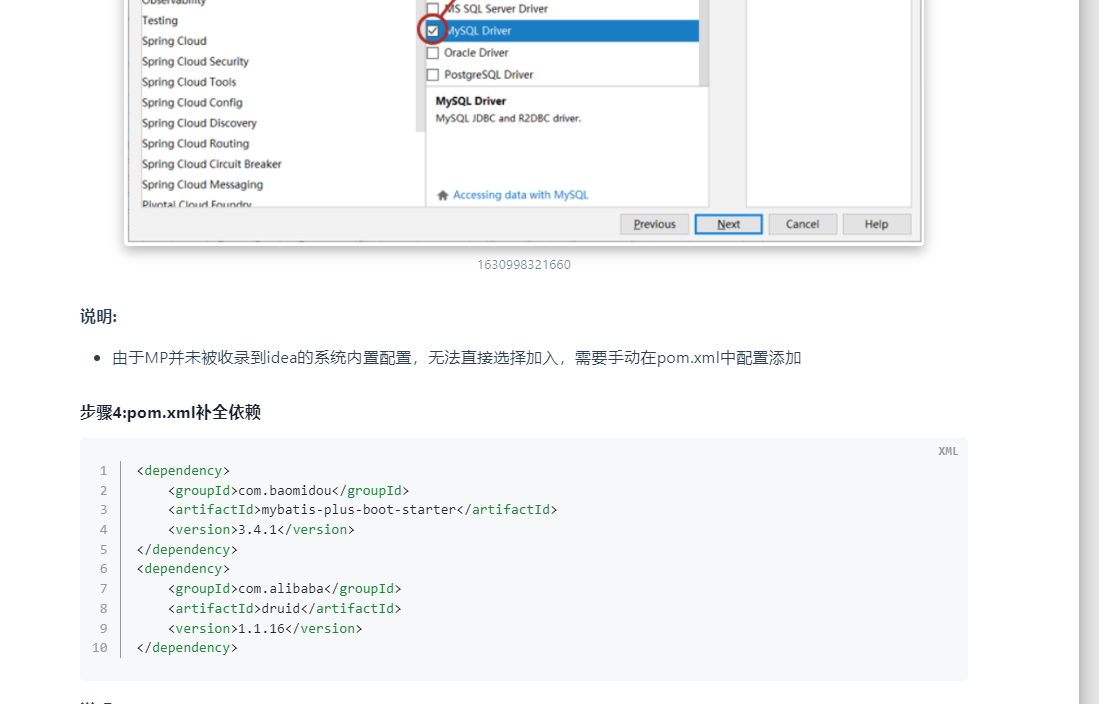 Observability
Testing
Spring Cloud
Spring Cloud Security
Spring Cloud Tools
Spring Cloud Config
Spring Cloud Discovery
Spring Cloud Routing
Spring Cloud Circuit Breaker
Spring Cloud Messaging
Pivotal Cloud Foundry
MS SQL Server Driver
MySQL Driver
Oracle Driver
PostgreSQL Driver
MySQL Driver
MySQL JDBC and R2DBC driver.
Accessing data with MySQL
Previous Next Cancel Help
1630998321660
说明:
由于MP并未被收录到idea的系统内置配置，无法直接选择加入，需要手动在pom.xml中配置添加
步骤4:pom.xml补全依赖
XML
1 <dependency>
2 <groupId>com.baomidou</groupId>
3 <artifactId>mybatis-plus-boot-starter</artifactId>
4 <version>3.4.1</version>
5 </dependency>
6 <dependency>
7 <groupId>com.alibaba</groupId>
8 <artifactId>druid</artifactId>
9 <version>1.1.16</version>
10 </dependency>